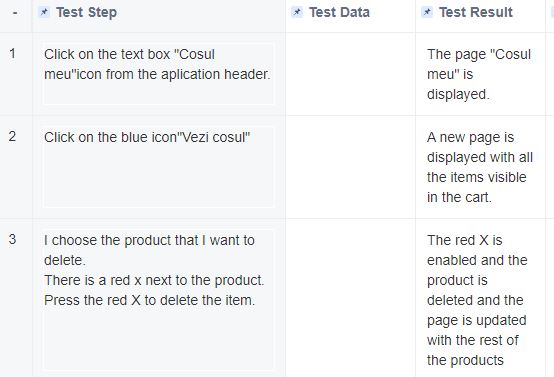 - Test Step Test Data Test Result
1 Click on the text box "Cosul
meu"icon from the aplication header.
The page "Cosul
meu" is
displayed.
2 Click on the blue icon"Vezi cosul"
A new page is
displayed with all
the items visible
in the cart.
3 I choose the product that I want to
delete.
There is a red x next to the product.
Press the red X to delete the item.
The red X is
enabled and the
product is
deleted and the
page is updated
with the rest of
the products